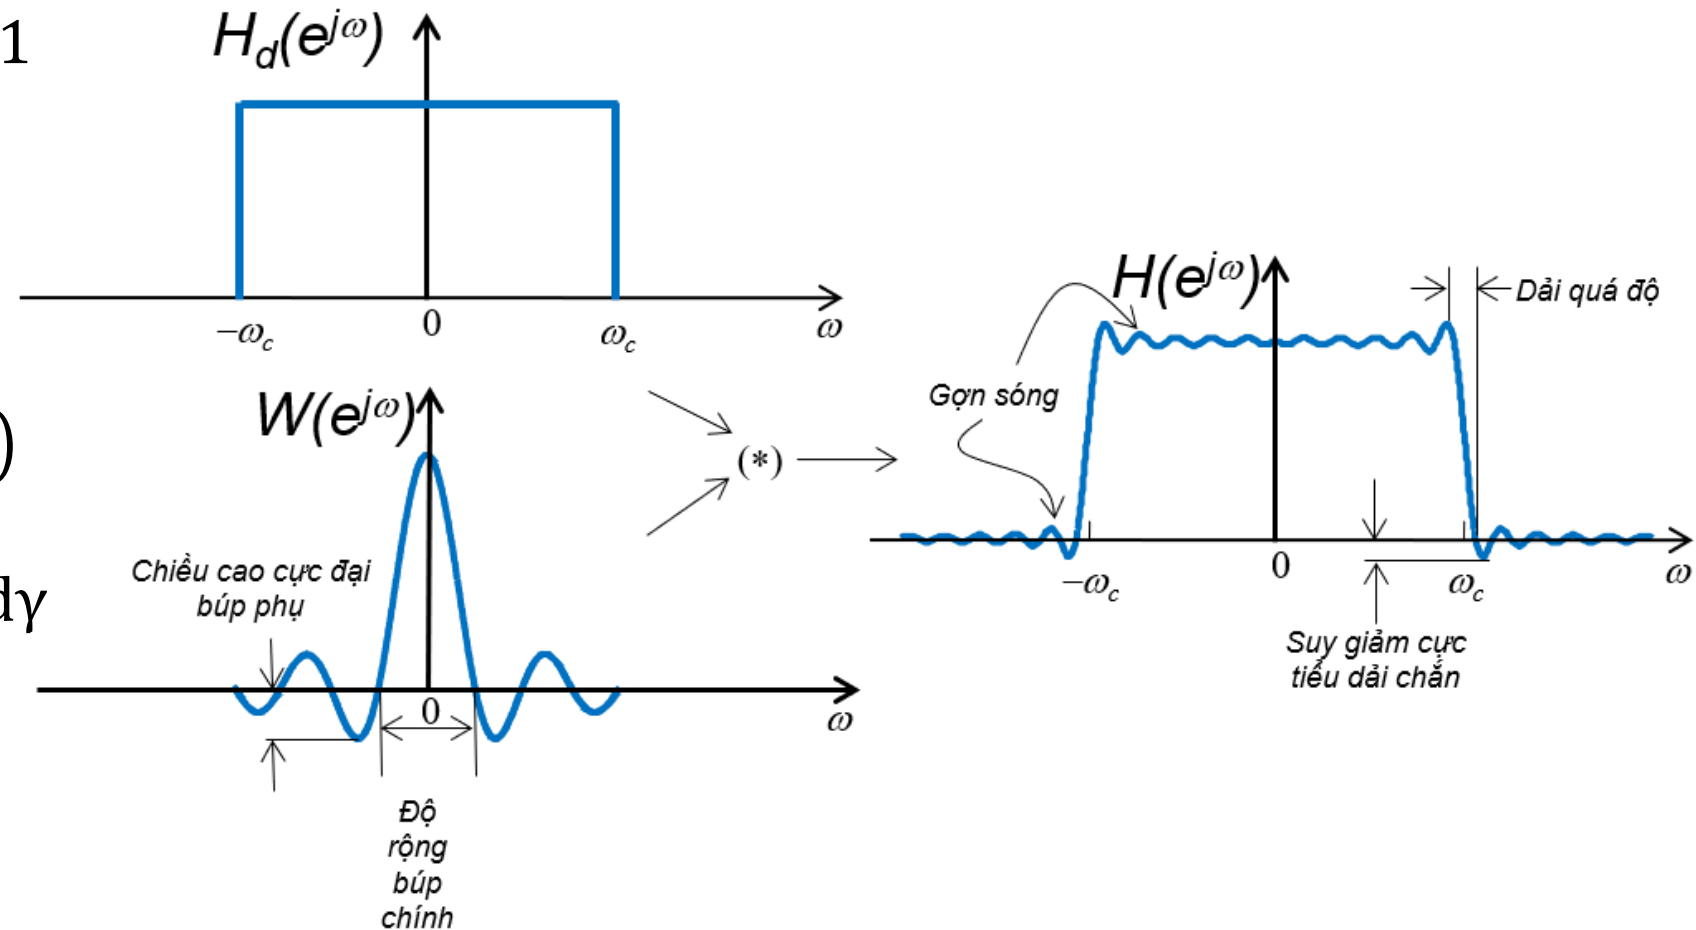 1
H_d(e^{jω})
−ω_c
0
ω_c
ω
)
W(e^{jω})
Chiều cao cực đại
búp phụ
dγ
0
ω
Độ
rộng
búp
chính
(*)
H(e^{jω})
Dải quá độ
Gợn sóng
−ω_c
0
ω_c
ω
Suy giảm cực
tiểu dải chắn